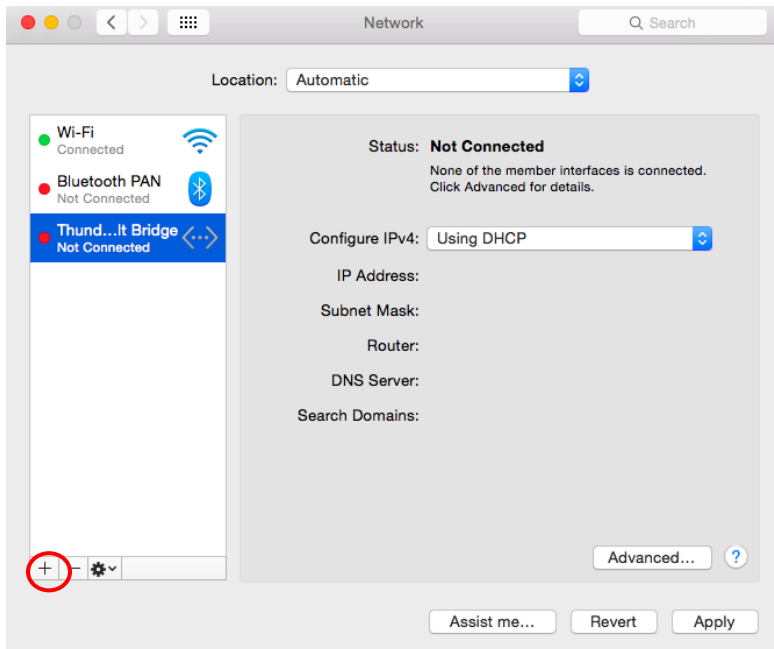 Network
Search
Location: Automatic
Wi-Fi
Connected
Bluetooth PAN
Not Connected
Thund...lt Bridge
Not Connected
Status: Not Connected
None of the member interfaces is connected.
Click Advanced for details.
Configure IPv4: Using DHCP
IP Address:
Subnet Mask:
Router:
DNS Server:
Search Domains:
Advanced... ?
Assist me... Revert Apply